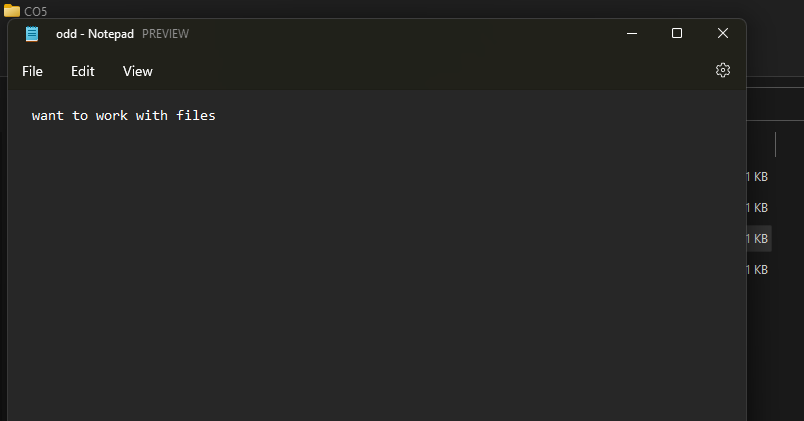 CO5
odd - Notepad PREVIEW
File Edit View
want to work with files
1 KB
1 KB
1 KB
1 KB